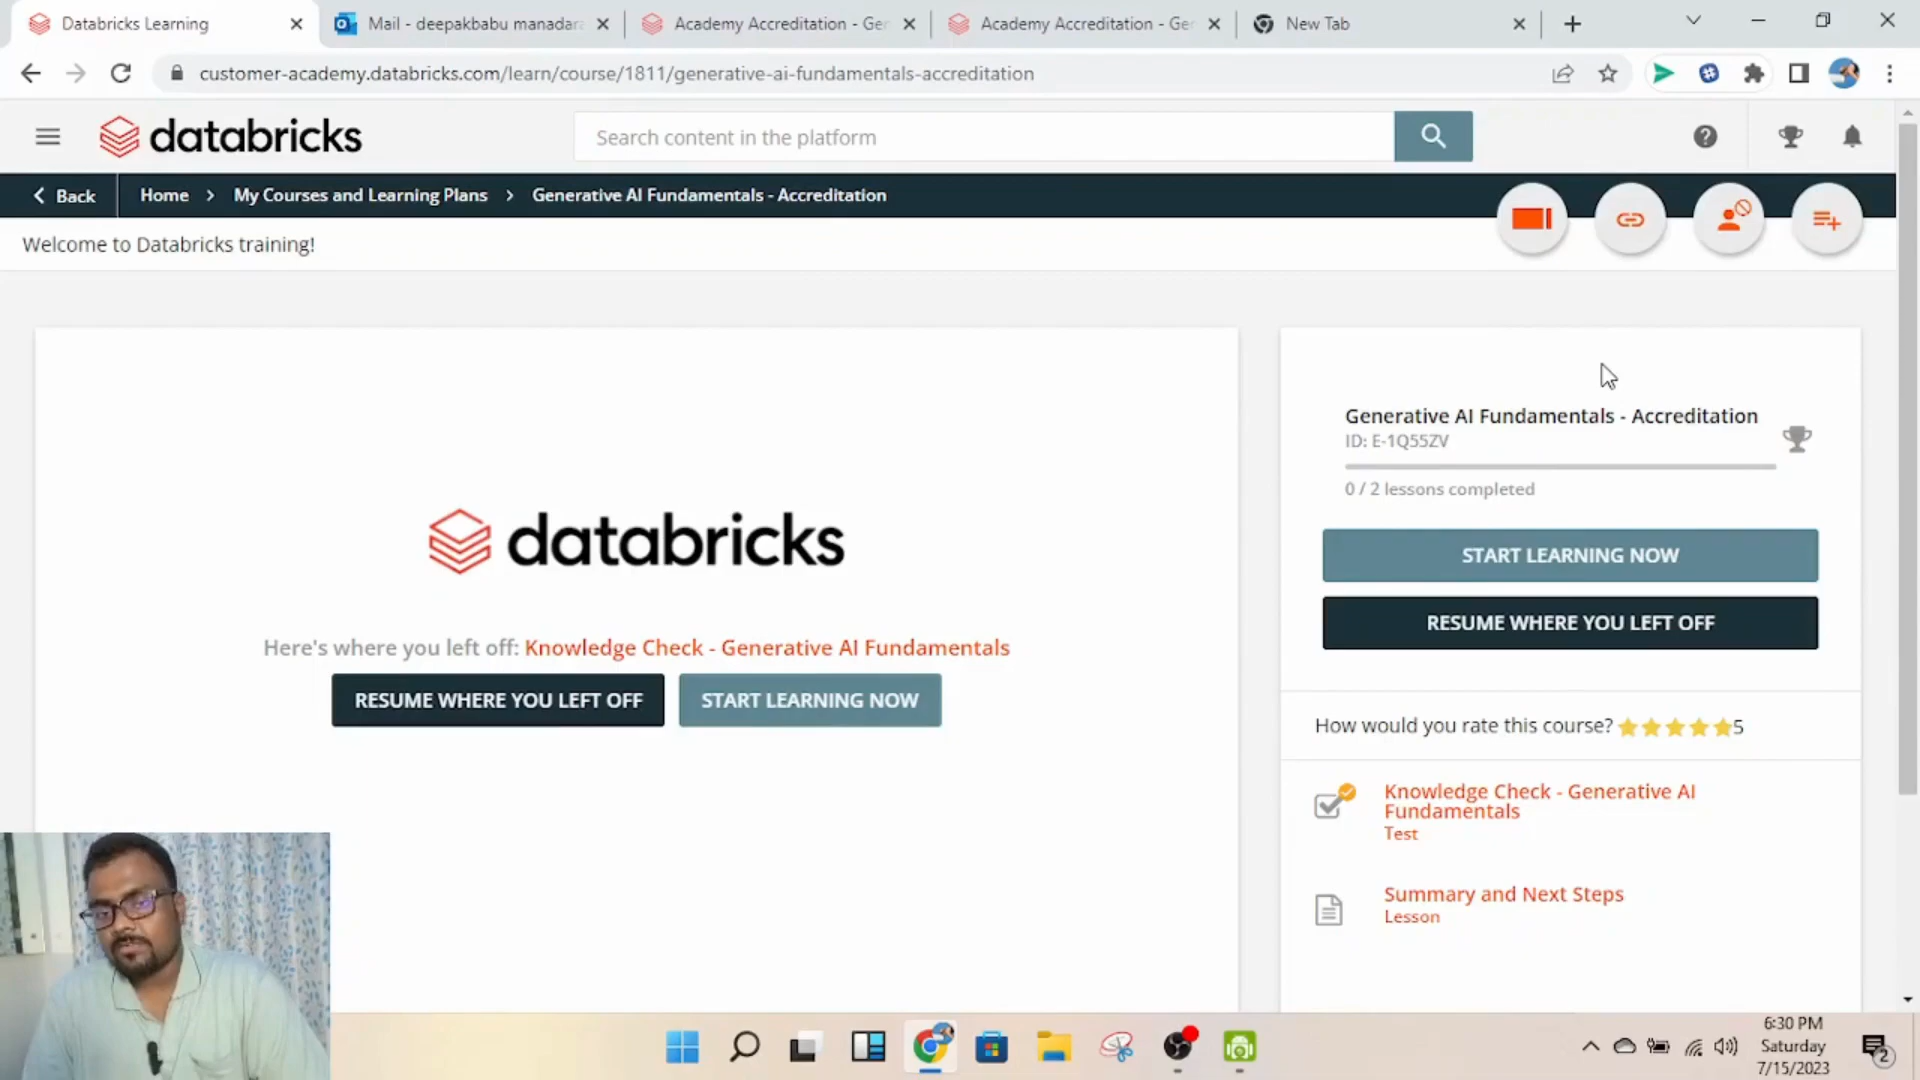 Databricks Learning
Mail - deepakbabu manadara
Academy Accreditation - Ger
Academy Accreditation - Ger
New Tab
customer-academy.databricks.com/learn/course/1811/generative-ai-fundamentals-accreditation
databricks
Search content in the platform
Back
Home > My Courses and Learning Plans > Generative AI Fundamentals - Accreditation
Welcome to Databricks training!
databricks
Here's where you left off: Knowledge Check - Generative AI Fundamentals
RESUME WHERE YOU LEFT OFF
START LEARNING NOW
Generative AI Fundamentals - Accreditation
ID: E-1Q55ZV
0 / 2 lessons completed
START LEARNING NOW
RESUME WHERE YOU LEFT OFF
How would you rate this course? 5
Knowledge Check - Generative AI
Fundamentals
Test
Summary and Next Steps
Lesson
6:30 PM
Saturday
7/15/2023
2